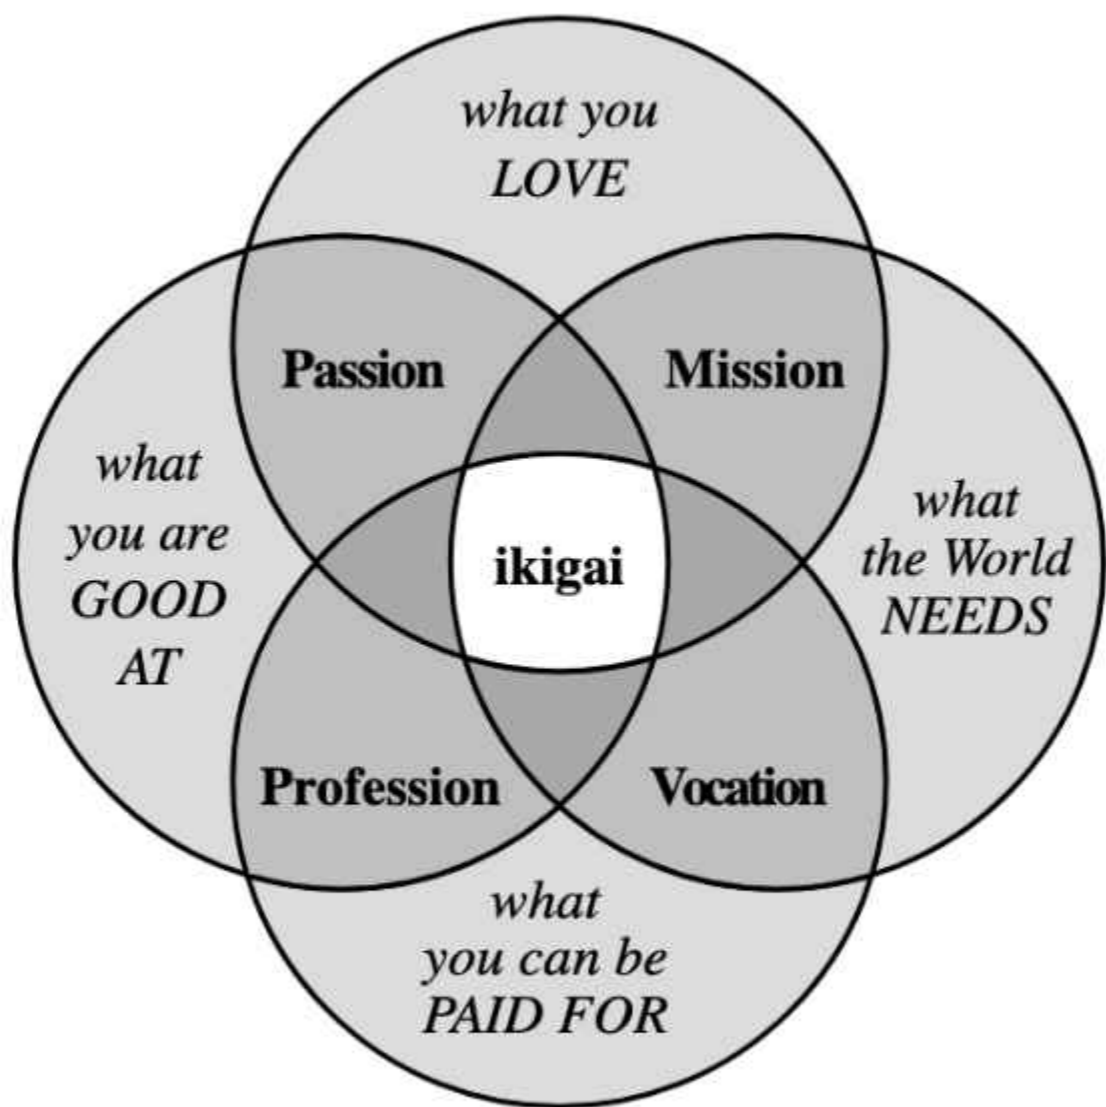 what you
LOVE
Passion
Mission
what
you are
GOOD
AT
ikigai
what
the World
NEEDS
Profession
Vocation
what
you can be
PAID FOR